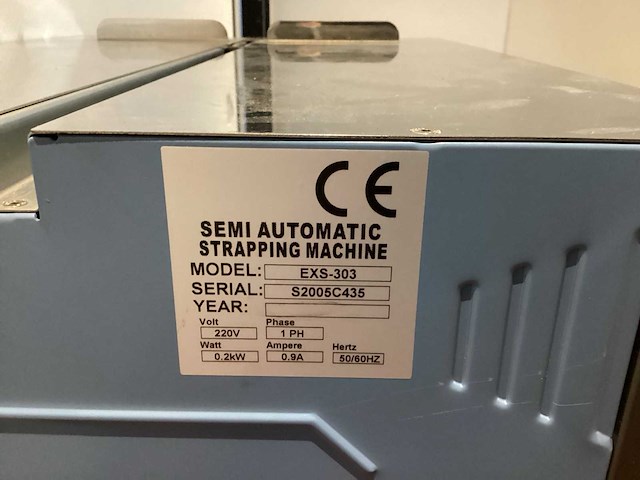 CE
SEMI AUTOMATIC
STRAPPING MACHINE
MODEL: EXS-303
SERIAL: S2005C435
YEAR:
Volt Phase
220V 1 PH
Watt Ampere Hertz
0.2kW 0.9A 50/60HZ